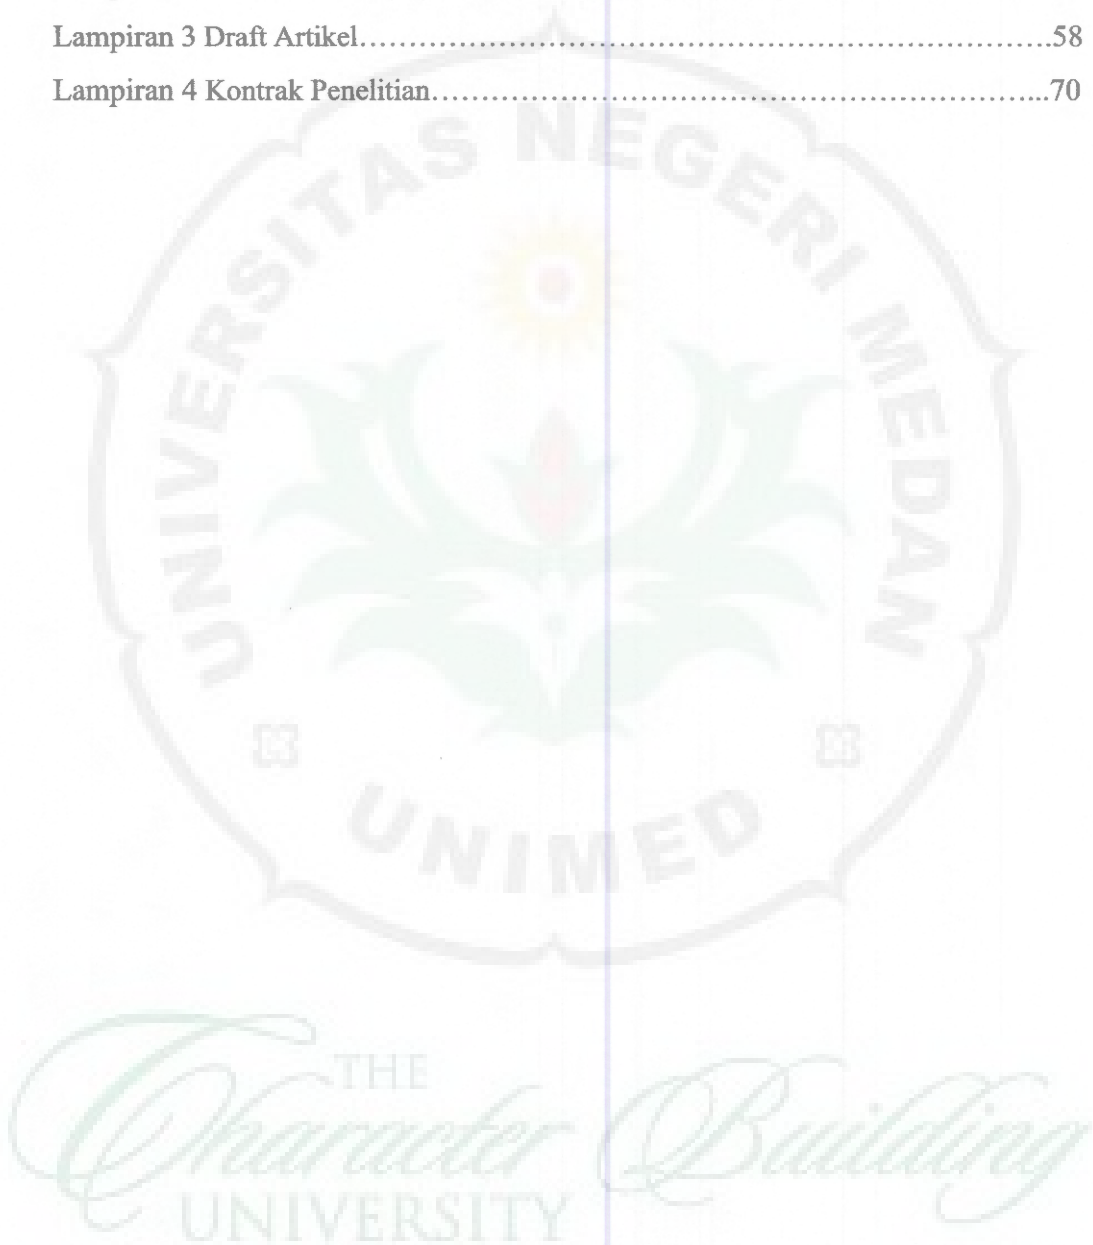 Lampiran 3 Draft Artikel……………………………………………………………………58
Lampiran 4 Kontrak Penelitian……………………………………………………………...70
UNIVERSITAS NEGERI MEDAN
UNIMED
THE
Character Building
UNIVERSITY